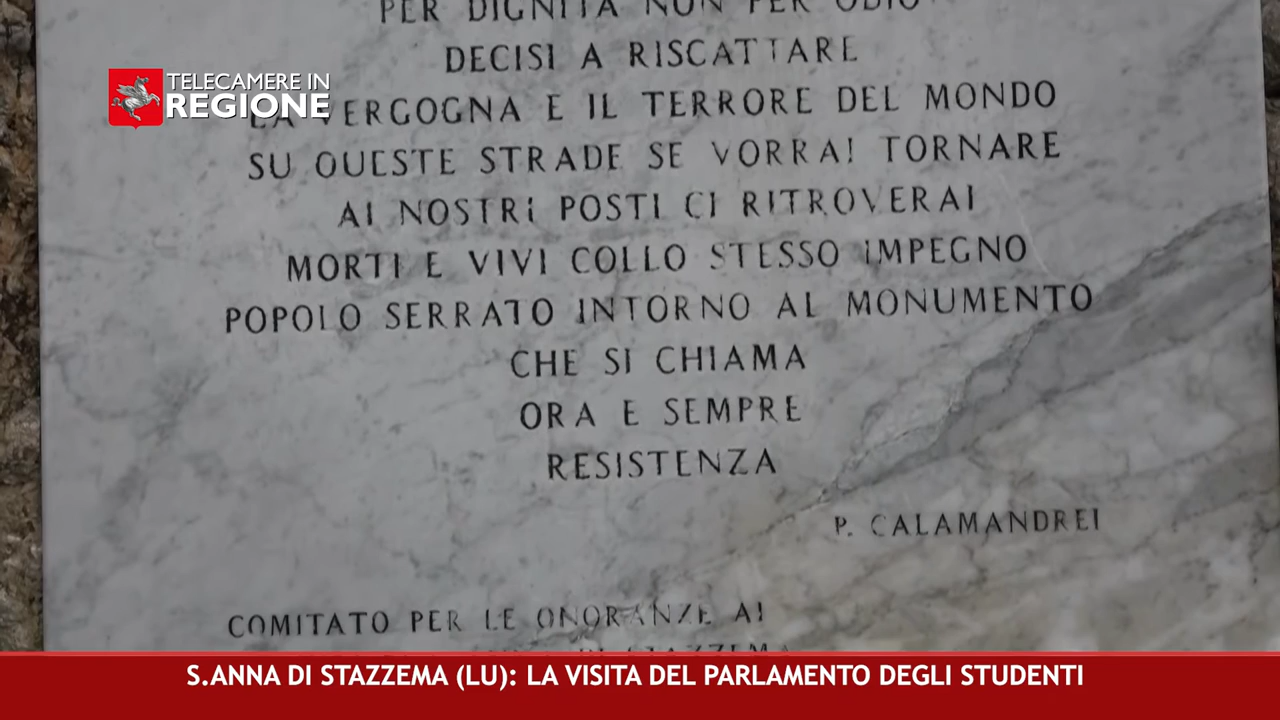 PER DIGNITÀ NON PER ODIO
DECISI A RISCATTARE
TELECAMERE IN
REGIONE
LA VERGOGNA E IL TERRORE DEL MONDO
SU QUESTE STRADE SE VORRAI TORNARE
AI NOSTRI POSTI CI RITROVERAI
MORTI E VIVI COLLO STESSO IMPEGNO
POPOLO SERRATO INTORNO AL MONUMENTO
CHE SI CHIAMA
ORA E SEMPRE
RESISTENZA
P. CALAMANDREI
COMITATO PER LE ONORANZE AI
STAZZEMA
S.ANNA DI STAZZEMA (LU): LA VISITA DEL PARLAMENTO DEGLI STUDENTI